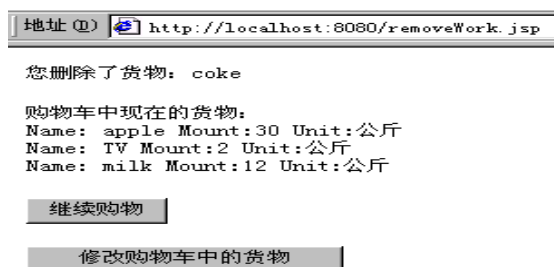 地址(D) http://localhost:8080/removeWork.jsp
您删除了货物：coke
购物车中现在的货物：
Name: apple Mount:30 Unit:公斤
Name: TV Mount:2 Unit:公斤
Name: milk Mount:12 Unit:公斤
继续购物
修改购物车中的货物